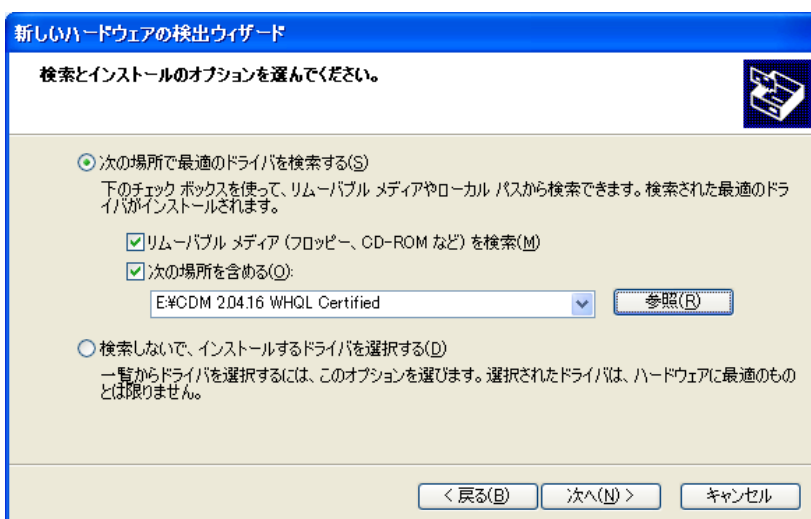 新しいハードウェアの検出ウィザード
検索とインストールのオプションを選んでください。
次の場所で最適のドライバを検索する(S)
下のチェック ボックスを使って、リムーバブル メディアやローカル パスから検索できます。検索された最適のドラ
イバがインストールされます。
リムーバブル メディア (フロッピー、CD-ROM など) を検索(M)
次の場所を含める(O):
E:¥CDM 2.04.16 WHQL Certified
参照(R)
検索しないで、インストールするドライバを選択する(D)
一覧からドライバを選択するには、このオプションを選びます。選択されたドライバは、ハードウェアに最適のもの
とは限りません。
< 戻る(B) 次へ(N) > キャンセル